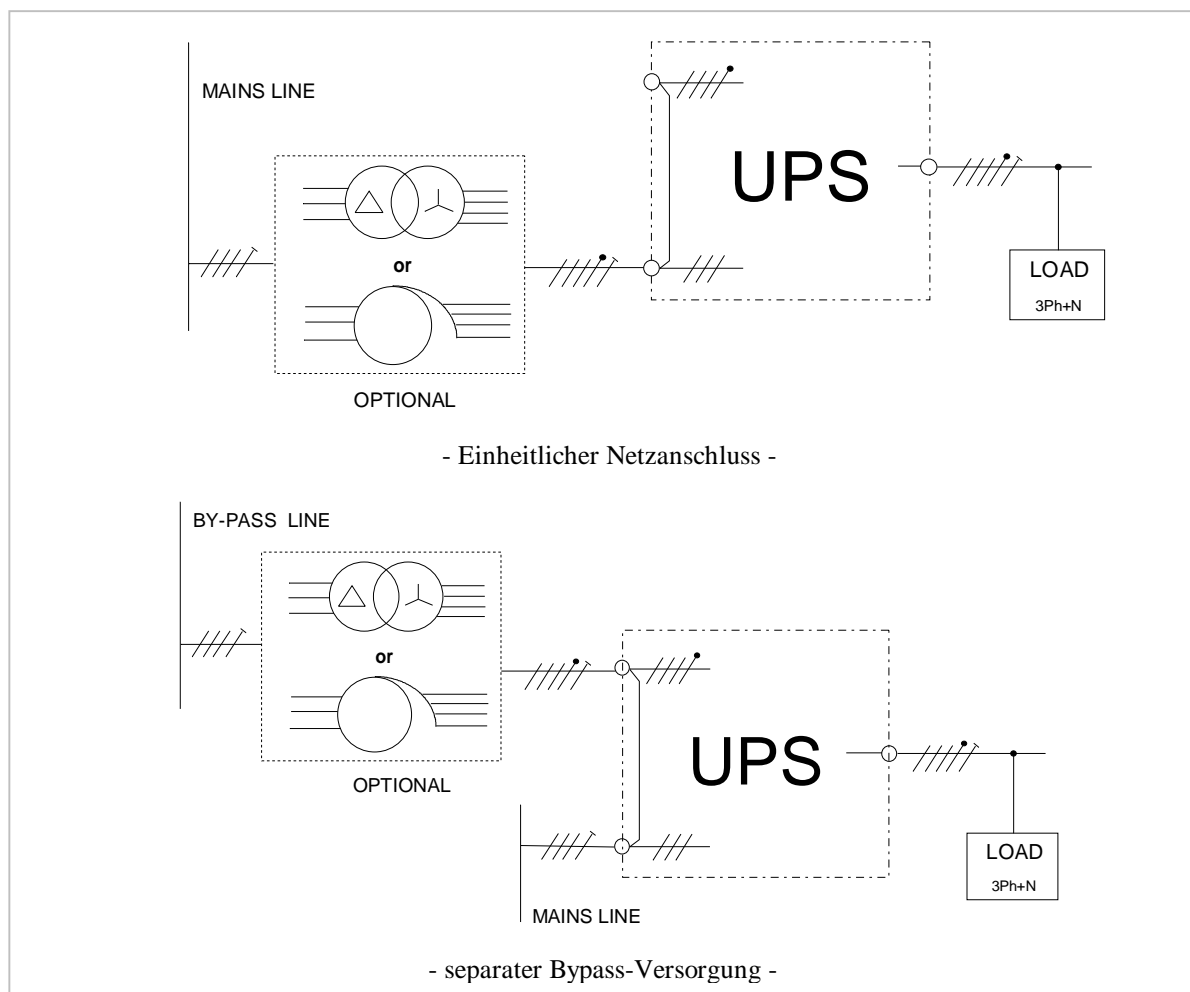 MAINS LINE
UPS
or
LOAD
3Ph+N
OPTIONAL
- Einheitlicher Netzanschluss -
BY-PASS LINE
or
UPS
OPTIONAL
LOAD
3Ph+N
MAINS LINE
- separater Bypass-Versorgung -